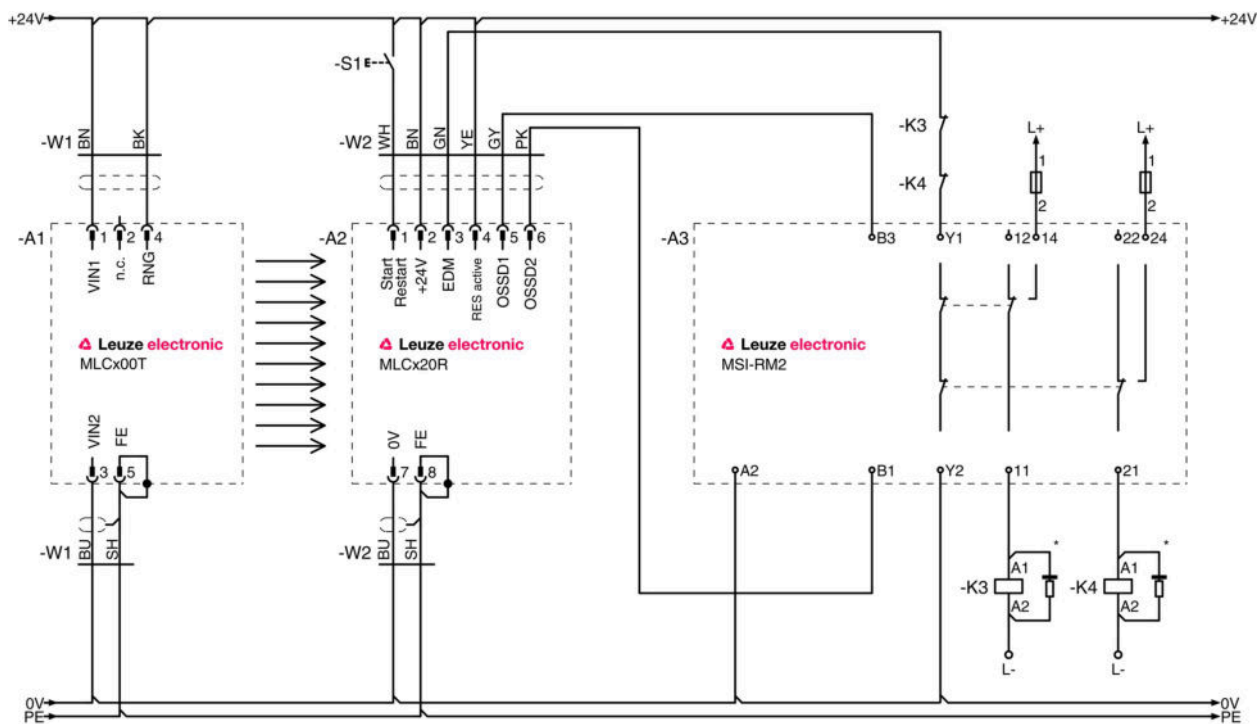 +24V +24V
-S1
-W1 BN BK -W2 WH BN GN YE GY PK
-K3 L+ L+
1 1
-K4
2 2
-A1 1 2 4 -A2 1 2 3 4 5 6 -A3 B3 Y1 12 14 22 24
VIN1 n.c. RNG Start Restart +24V EDM RES active OSSD1 OSSD2
Leuze electronic Leuze electronic Leuze electronic
MLCx00T MLCx20R MSI-RM2
VIN2 FE 0V FE
3 5 7 8 A2 B1 Y2 11 21
-W1 BU SH -W2 BU SH
* *
-K3 A1 -K4 A1
A2 A2
L- L-
0V 0V
PE PE